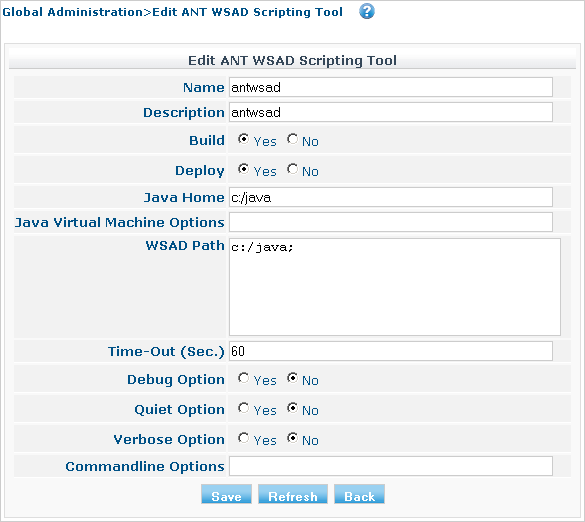 Global Administration>Edit ANT WSAD Scripting Tool ?
Edit ANT WSAD Scripting Tool
Name antwsad
Description antwsad
Build Yes No
Deploy Yes No
Java Home c:/java
Java Virtual Machine Options
WSAD Path c:/java;
Time-Out (Sec.) 60
Debug Option Yes No
Quiet Option Yes No
Verbose Option Yes No
Commandline Options
Save Refresh Back